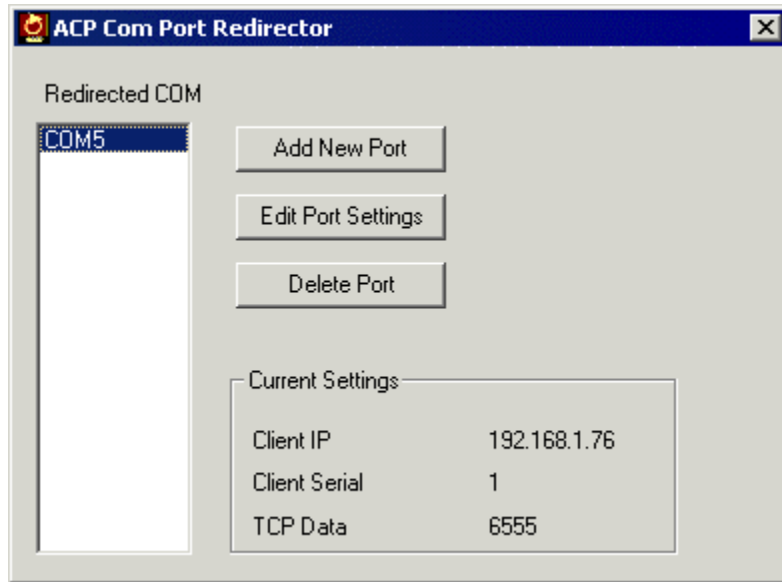 ACP Com Port Redirector
Redirected COM
COM5
Add New Port
Edit Port Settings
Delete Port
Current Settings
Client IP 192.168.1.76
Client Serial 1
TCP Data 6555